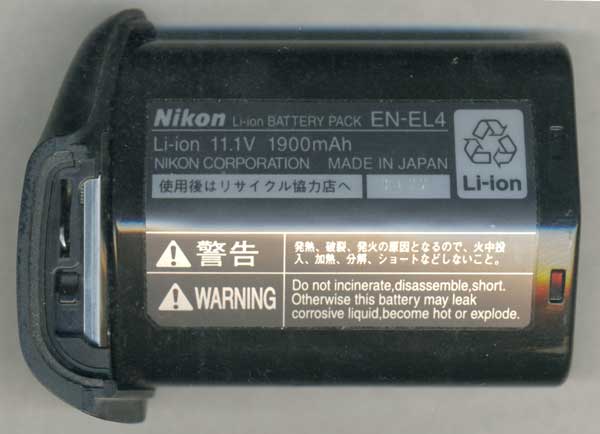 Nikon Li-ion BATTERY PACK EN-EL4
Li-ion 11.1V 1900mAh
NIKON CORPORATION MADE IN JAPAN
使用後はリサイクル協力店へ
Li-ion
警告
発熱、破裂、発火の原因となるので、火中投
入、加熱、分解、ショートなどしないこと。
WARNING
Do not incinerate,disassemble,short.
Otherwise this battery may leak
corrosive liquid,become hot or explode.